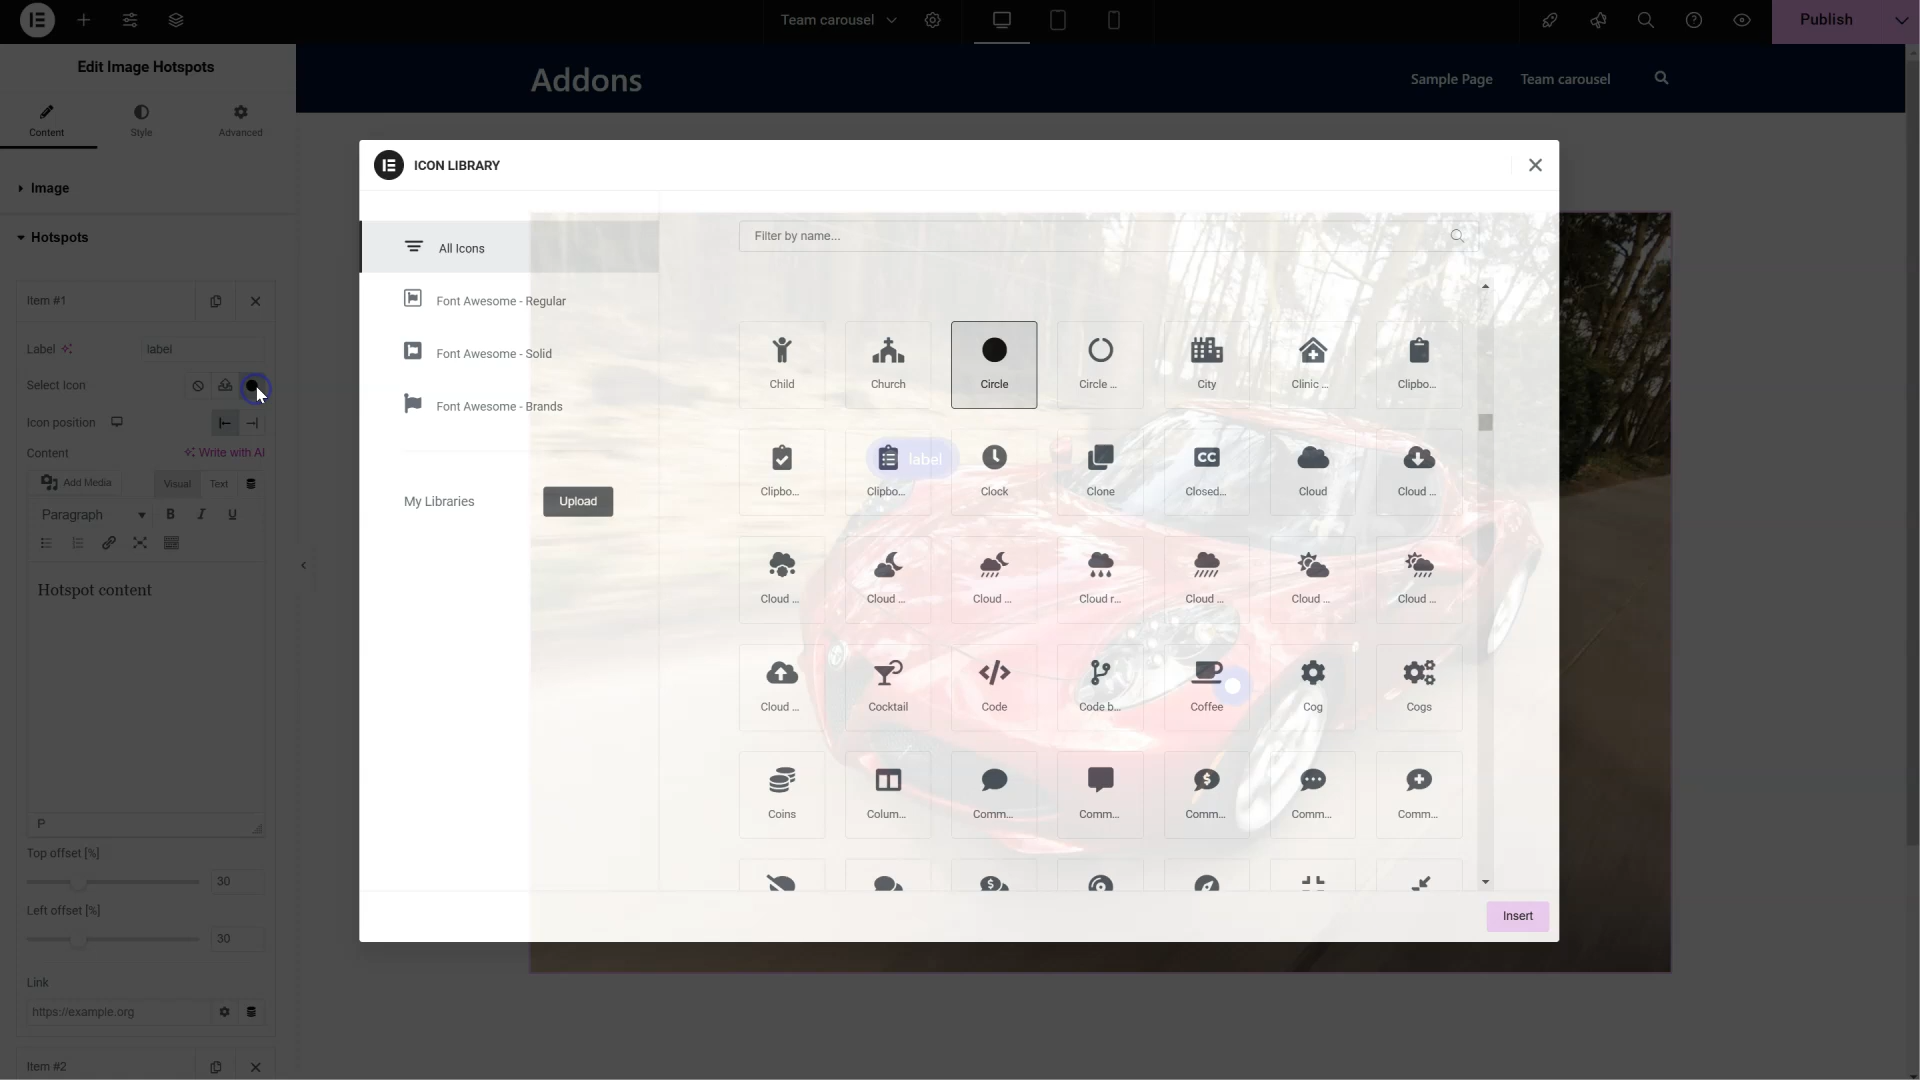 Team carousel
Publish
Edit Image Hotspots
Content
Style
Advanced
Image
Hotspots
Item #1
Label
label
Select Icon
Icon position
Content
Write with AI
Add Media
Visual
Text
Paragraph
B
I
U
Hotspot content
P
Top offset [%]
30
Left offset [%]
30
Link
https://example.org
Item #2
Addons
Sample Page
Team carousel
ICON LIBRARY
All Icons
Font Awesome - Regular
Font Awesome - Solid
Font Awesome - Brands
My Libraries
Upload
Filter by name...
Child
Church
Circle
Circle ...
City
Clinic ...
Clipbo...
Clipbo...
Clipbo...
label
Clock
Clone
CC
Closed...
Cloud
Cloud ...
Cloud ...
Cloud ...
Cloud ...
Cloud r...
Cloud ...
Cloud ...
Cloud ...
Cloud ...
Cocktail
Code
Code b...
Coffee
Cog
Cogs
Coins
Colum...
Comm...
Comm...
Comm...
Comm...
Comm...
Insert